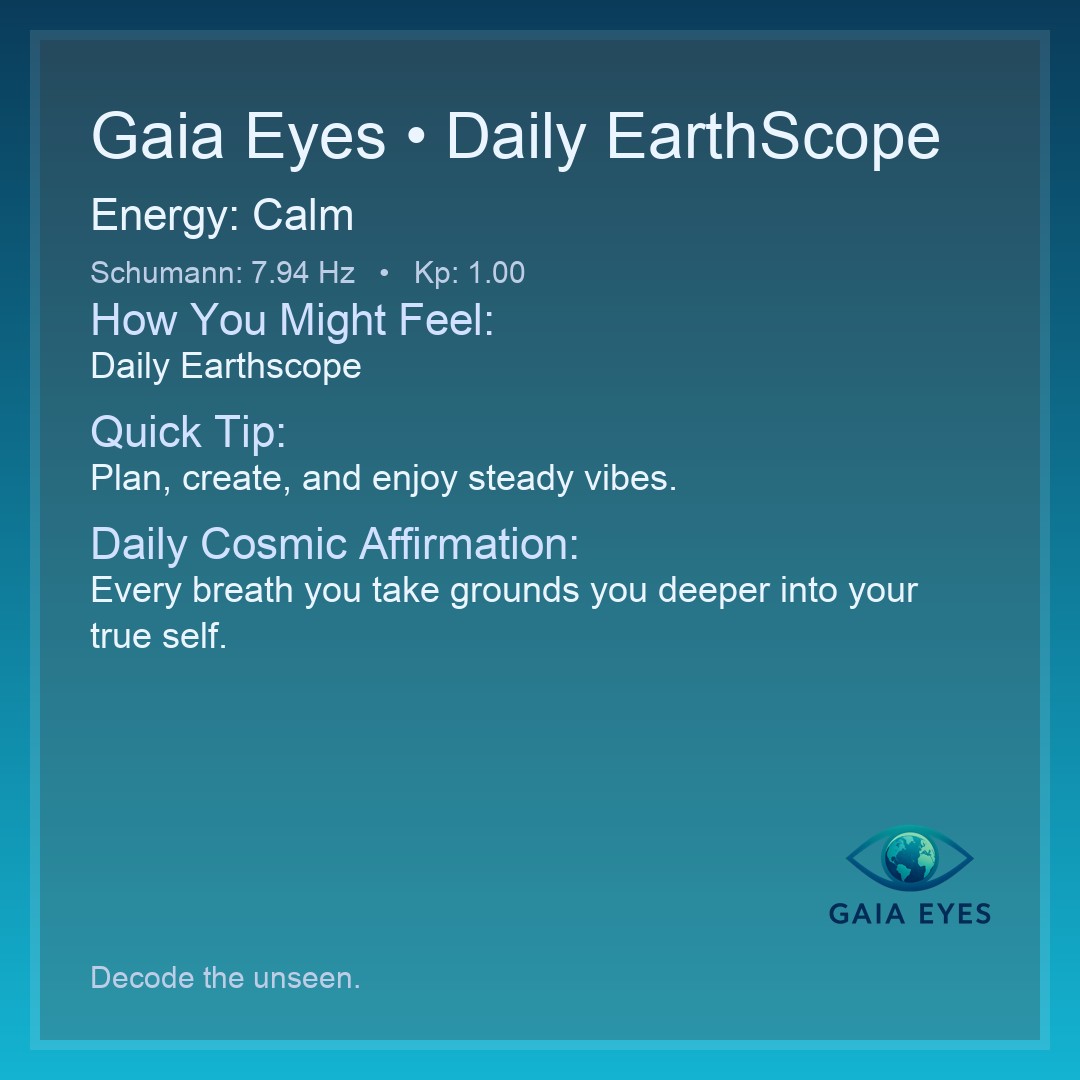 Gaia Eyes • Daily EarthScope
Energy: Calm
Schumann: 7.94 Hz • Kp: 1.00
How You Might Feel:
Daily Earthscope
Quick Tip:
Plan, create, and enjoy steady vibes.
Daily Cosmic Affirmation:
Every breath you take grounds you deeper into your
true self.
GAIA EYES
Decode the unseen.